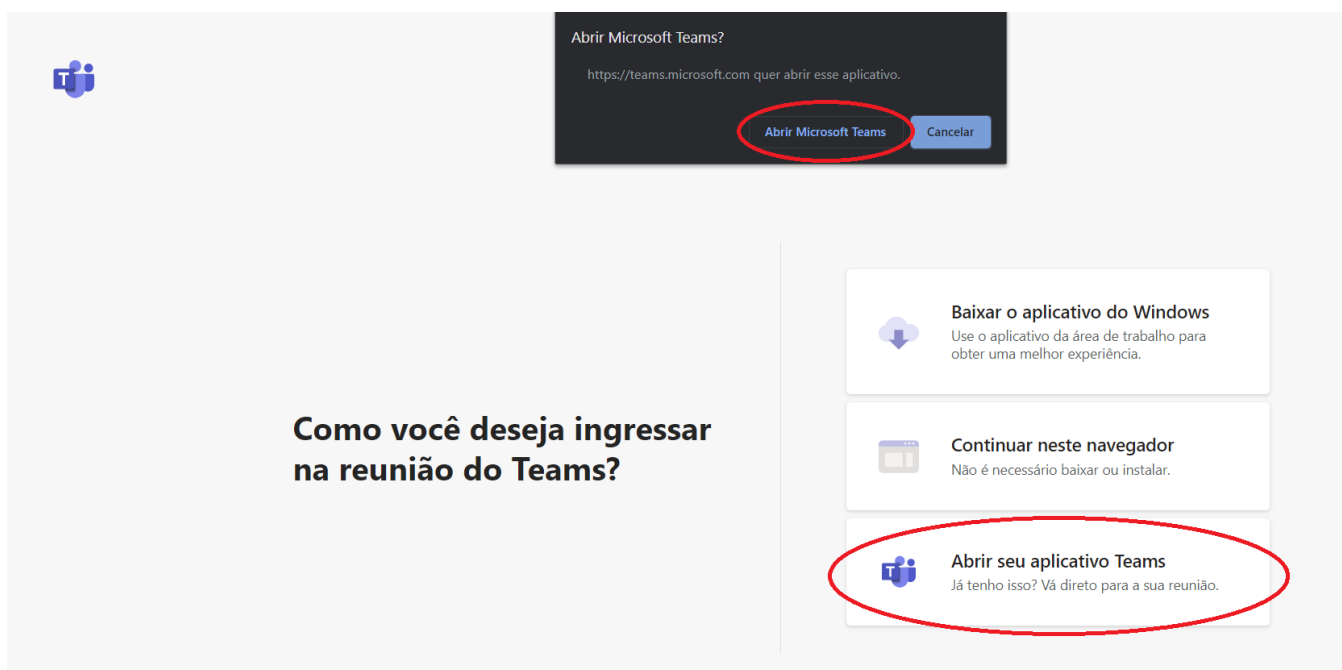 Abrir Microsoft Teams?
https://teams.microsoft.com quer abrir esse aplicativo.
Abrir Microsoft Teams
Cancelar
Baixar o aplicativo do Windows
Use o aplicativo da área de trabalho para
obter uma melhor experiência.
Como você deseja ingressar
na reunião do Teams?
Continuar neste navegador
Não é necessário baixar ou instalar.
Abrir seu aplicativo Teams
Já tenho isso? Vá direto para a sua reunião.